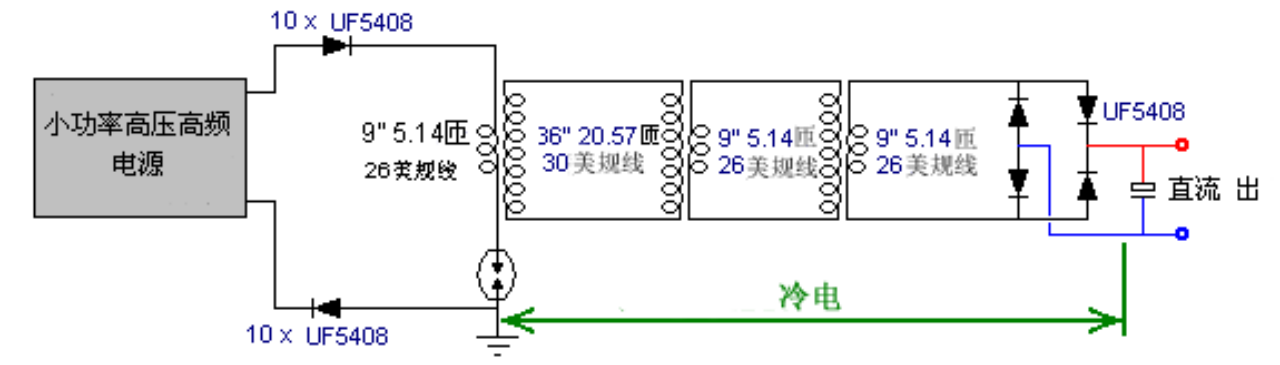 10 x UF5408
小功率高压高频
电源
9" 5.14匝
26美规线
36" 20.57匝
30美规线
9" 5.14匝
26美规线
9" 5.14匝
26美规线
UF5408
直流 出
冷电
10 x UF5408